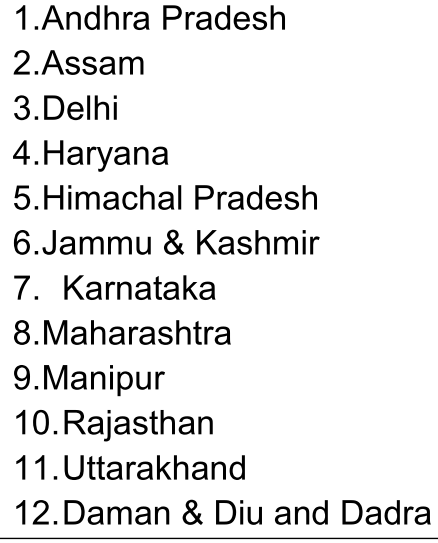 1.Andhra Pradesh
2.Assam
3.Delhi
4.Haryana
5.Himachal Pradesh
6.Jammu & Kashmir
7.  Karnataka
8.Maharashtra
9.Manipur
10.Rajasthan
11.Uttarakhand
12.Daman & Diu and Dadra